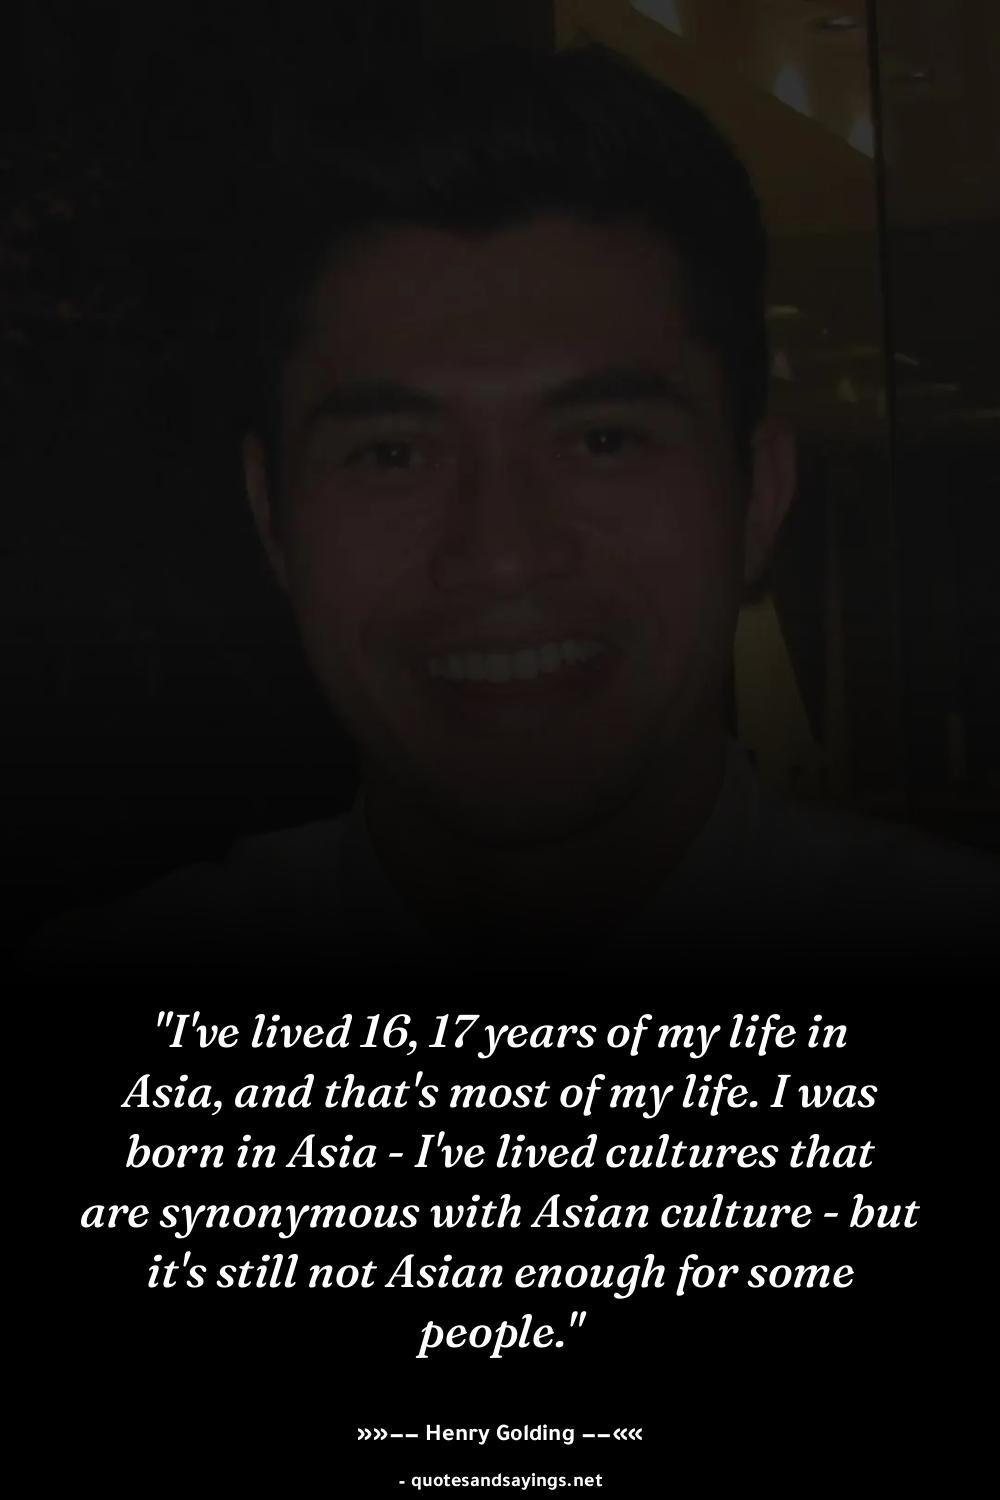 "I've lived 16, 17 years of my life in
Asia, and that's most of my life. I was
born in Asia - I've lived cultures that
are synonymous with Asian culture - but
it's still not Asian enough for some
people."
»»−− Henry Golding −−««
- quotesandsayings.net